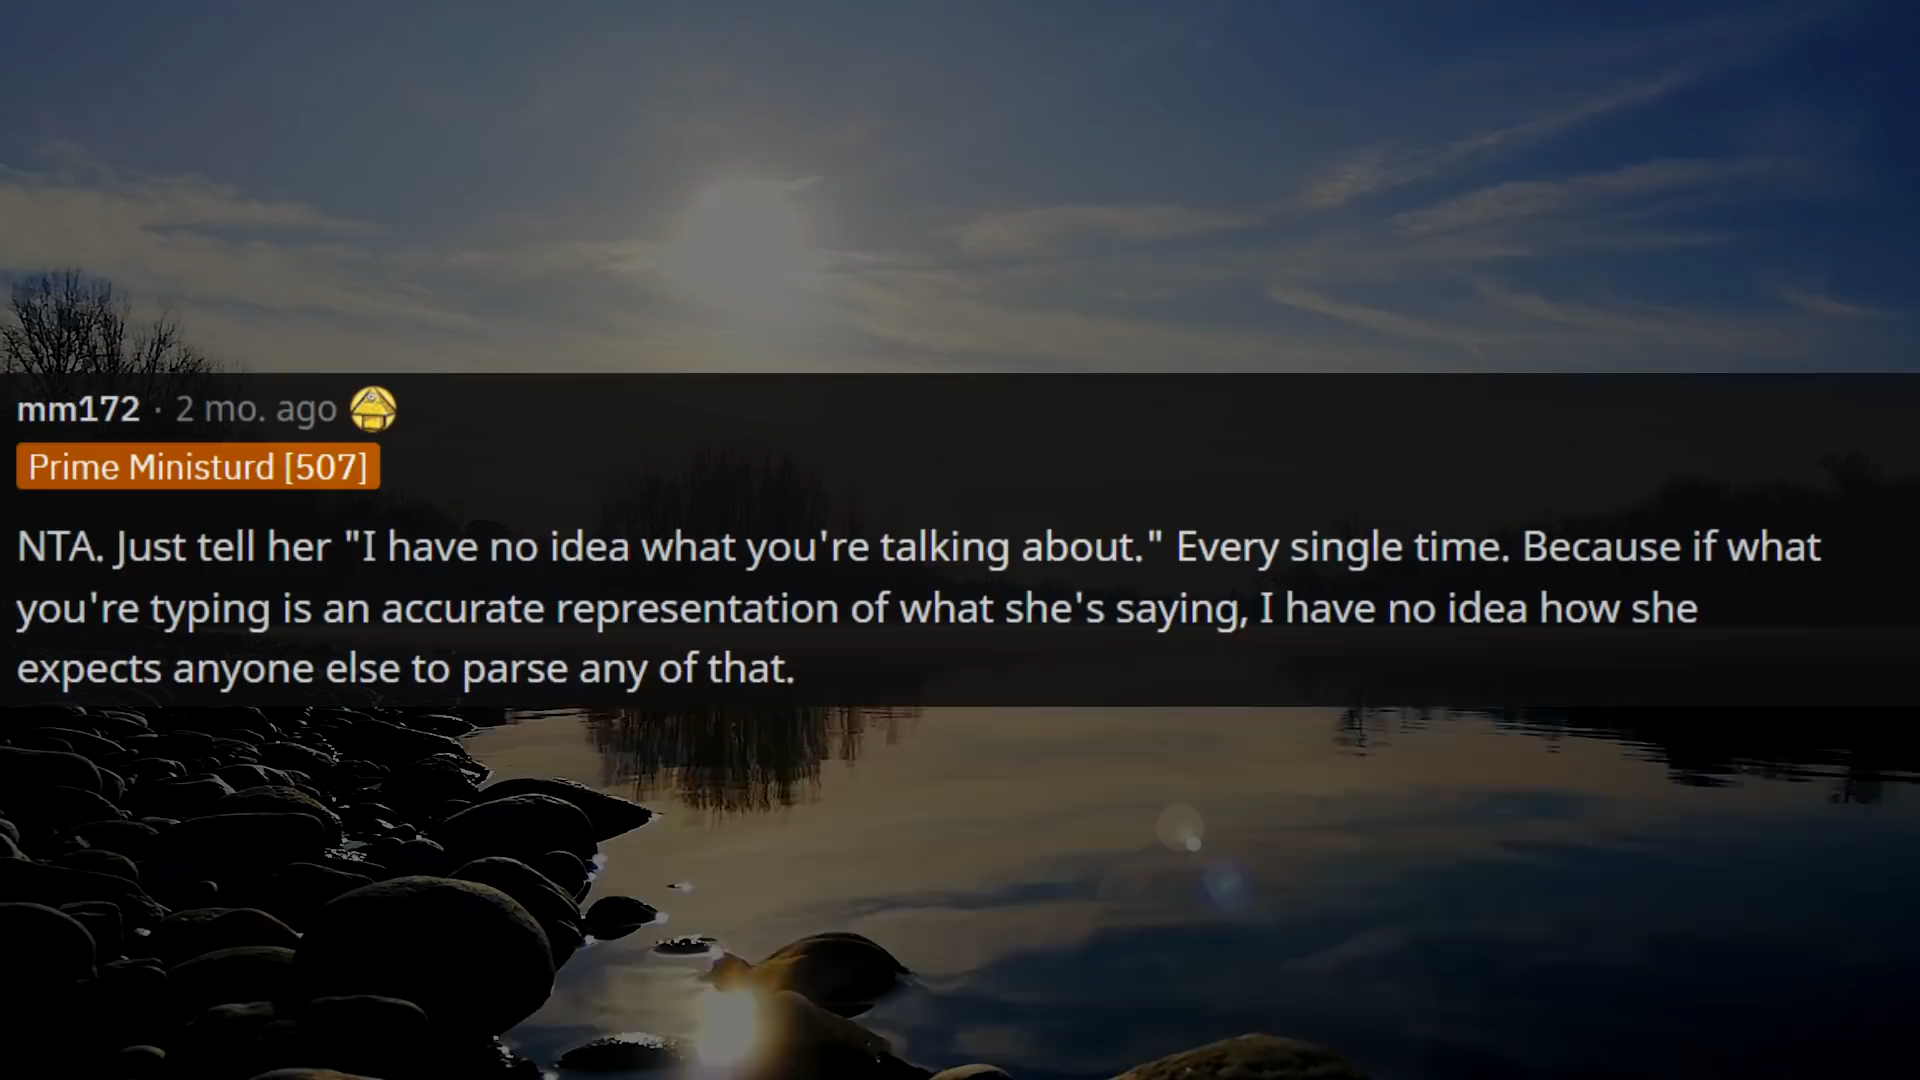 mm172 · 2 mo. ago
Prime Ministurd [507]
NTA. Just tell her "I have no idea what you're talking about." Every single time. Because if what
you're typing is an accurate representation of what she's saying, I have no idea how she
expects anyone else to parse any of that.